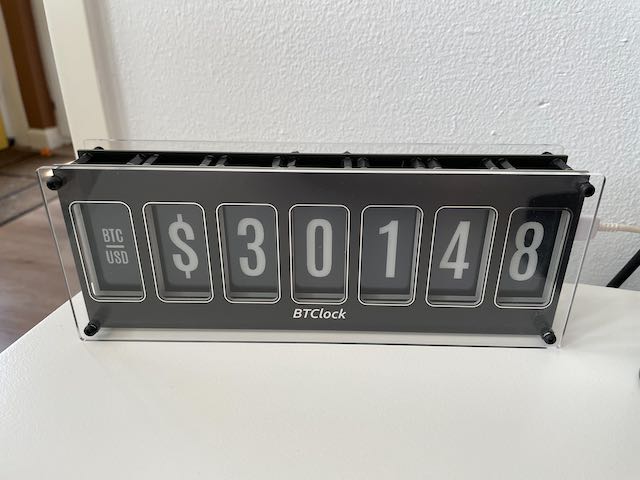 BTC
USD
$ 3 0 1 4 8
BTClock